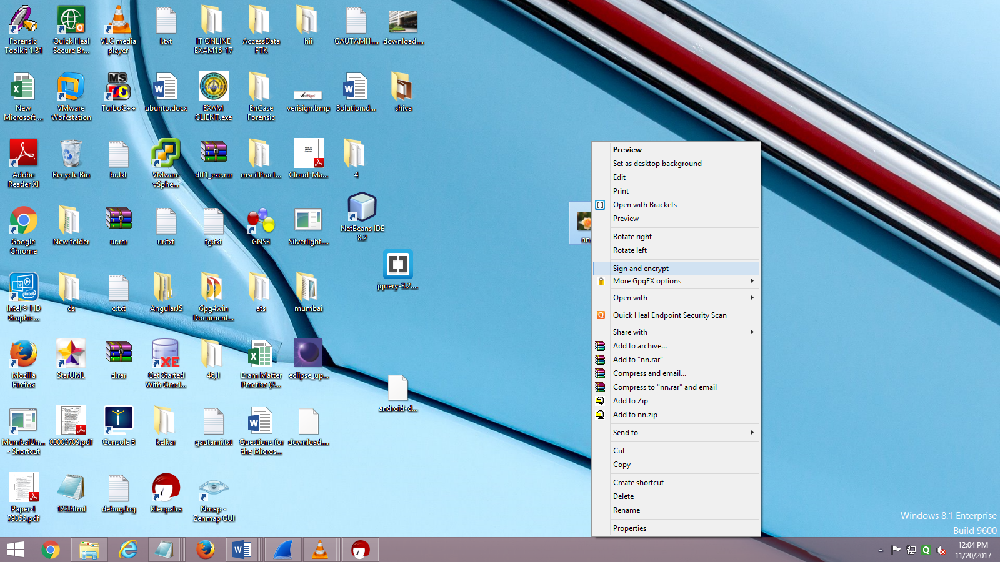 Forensic
Toolkit 1.81
Quick Heal
Secure Br...
VLC media
player
l.txt
IT ONLINE
EXAM16-17
AccessData
FTK
hii
GAUTAMI1....
download....
New
Microsoft ...
VMware
Workstation
MS
TurboC++
ubunto.docx
EXAM
CLIENT.exe
EnCase
Forensic
VeriSign
verisign.bmp
Solution.d...
shiva
Adobe
Reader XI
Recycle Bin
br.txt
VMware
vSphe...
dtt1_exe.rar
mscitPract...
Cloud-Ma...
4
Google
Chrome
New folder
ur.rar
ur.txt
fg.txt
GNS3
Silverlight....
NetBeans IDE
8.2
nn.
jquery-3.2....
Intel® HD
Graphic...
ds
c.txt
AngularJS
Gpg4win
Document...
ats
mumbai
Mozilla
Firefox
StarUML
d.rar
XE
Get Started
With Oracl...
46,1
Exam Matter
Practise (2...
eclipse_up...
android-d...
MumbaiUn...
- Shortcut
00005709.pdf
Console 8
kelkar
gautami.txt
Questions for
the Micros...
download....
Paper-I
79055.pdf
123.html
debug.log
Kleopatra
Nmap -
Zenmap GUI
Preview
Set as desktop background
Edit
Print
Open with Brackets
Preview
Rotate right
Rotate left
Sign and encrypt
More GpgEX options
Open with
Quick Heal Endpoint Security Scan
Share with
Add to archive...
Add to "nn.rar"
Compress and email...
Compress to "nn.rar" and email
Add to Zip
Add to nn.zip
Send to
Cut
Copy
Create shortcut
Delete
Rename
Properties
Windows 8.1 Enterprise
Build 9600
12:04 PM
11/20/2017